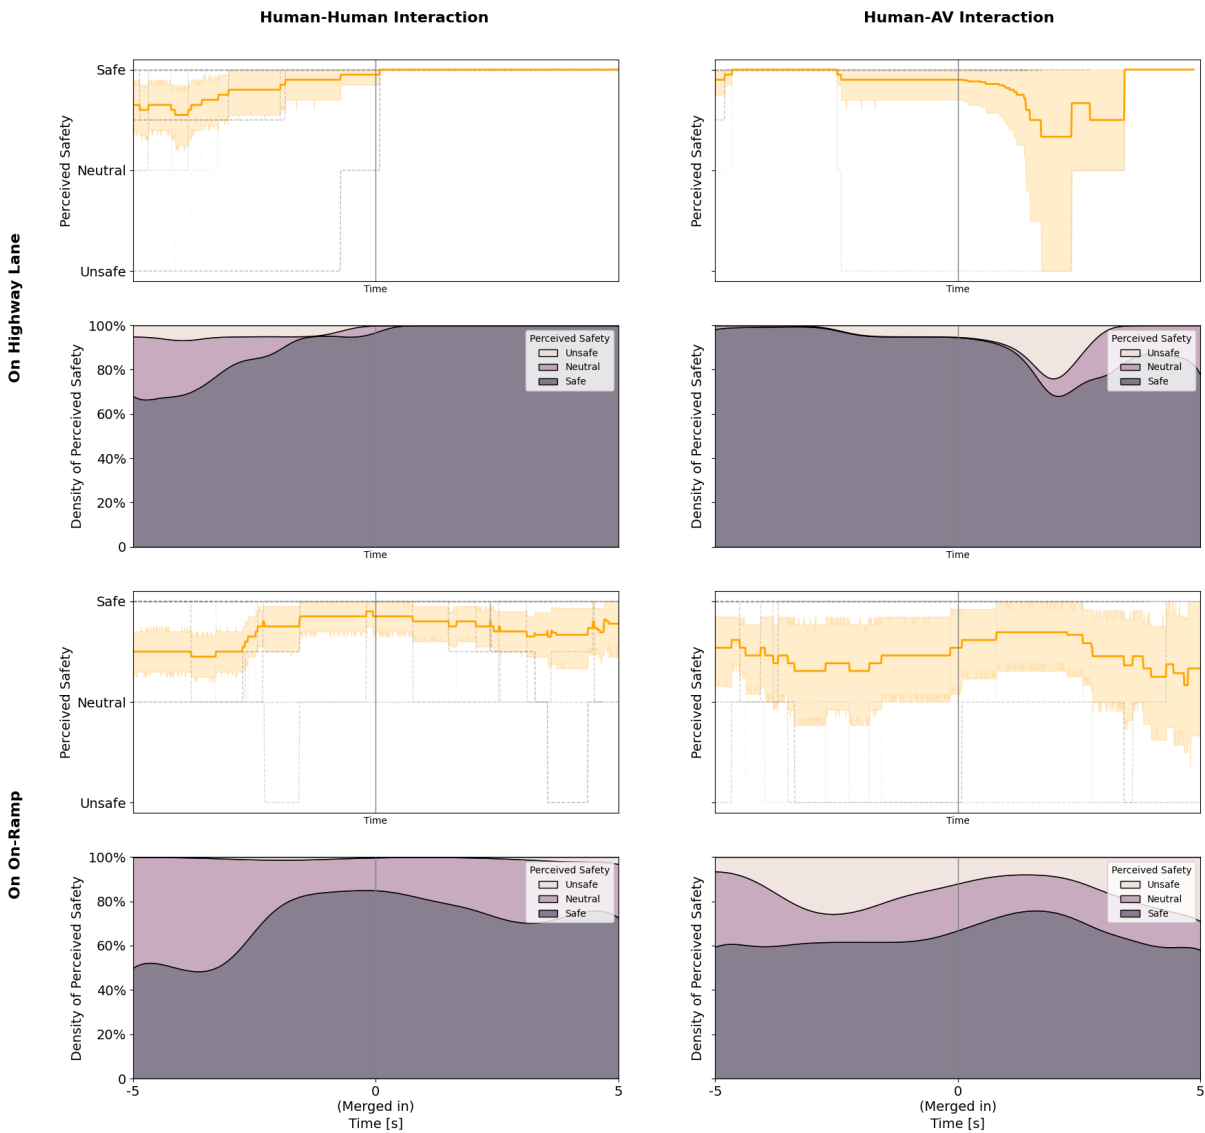 Human-Human Interaction
Human-AV Interaction
On Highway Lane
Perceived Safety
Safe
Neutral
Unsafe
Time
Perceived Safety
Time
Density of Perceived Safety
100%
80%
60%
40%
20%
0
Perceived Safety
Unsafe
Neutral
Safe
Time
Density of Perceived Safety
Perceived Safety
Unsafe
Neutral
Safe
Time
On On-Ramp
Perceived Safety
Safe
Neutral
Unsafe
Time
Perceived Safety
Time
Density of Perceived Safety
100%
80%
60%
40%
20%
0
Perceived Safety
Unsafe
Neutral
Safe
-5 0 5
(Merged in)
Time [s]
Density of Perceived Safety
Perceived Safety
Unsafe
Neutral
Safe
-5 0 5
(Merged in)
Time [s]